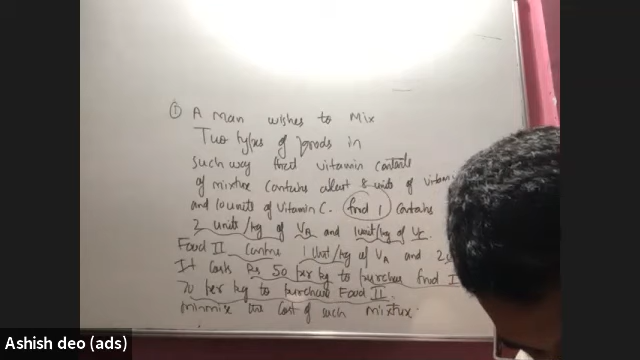 ① A Man wishes to Mix
Two types of foods in
such way that vitamin contents
of mixture contains atleast 8 units of vitam
and 10 units of Vitamin C. Food 1 contains
2 units/kg of VA and 1 unit/kg of Vc.
Food II contains 1 Unit/kg of VA and 2
It costs Rs 50 per kg to purchase food I
70 per kg to purchase Food II.
minmise the cost of such mixture.
Ashish deo (ads)